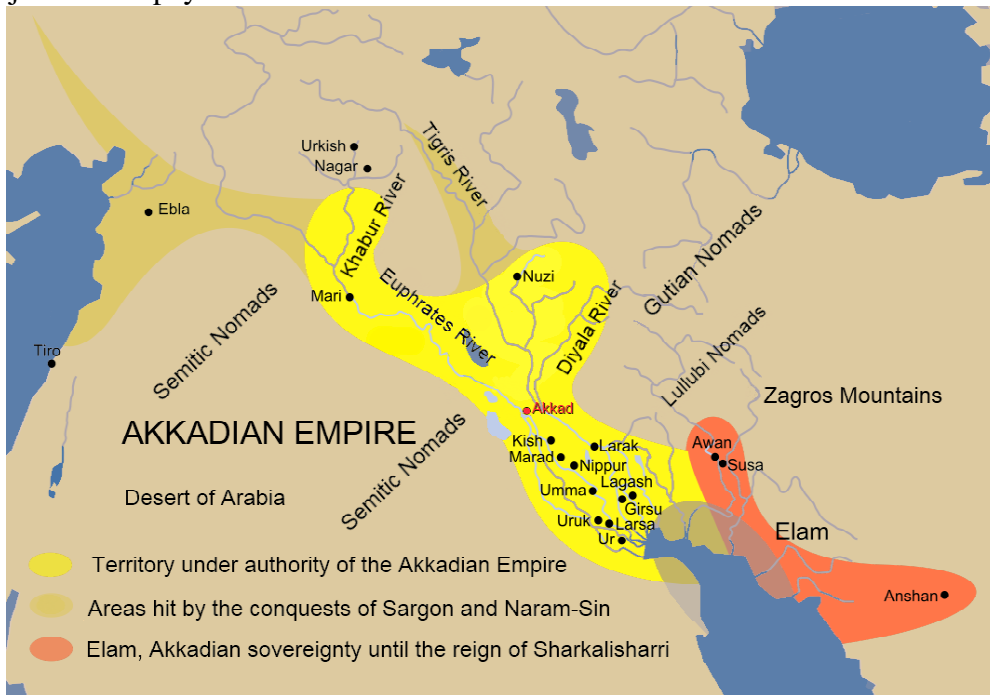 Urkish
Nagar
Tigris River
Khabur River
Ebla
Nuzi
Gutian Nomads
Mari
Euphrates River
Diyala River
Semitic Nomads
Tiro
Lullubi Nomads
Zagros Mountains
Akkad
AKKADIAN EMPIRE
Semitic Nomads
Kish
Larak
Awan
Marad
Nippur
Susa
Lagash
Umma
Girsu
Desert of Arabia
Uruk
Larsa
Ur
Elam
Territory under authority of the Akkadian Empire
Anshan
Areas hit by the conquests of Sargon and Naram-Sin
Elam, Akkadian sovereignty until the reign of Sharkalisharri